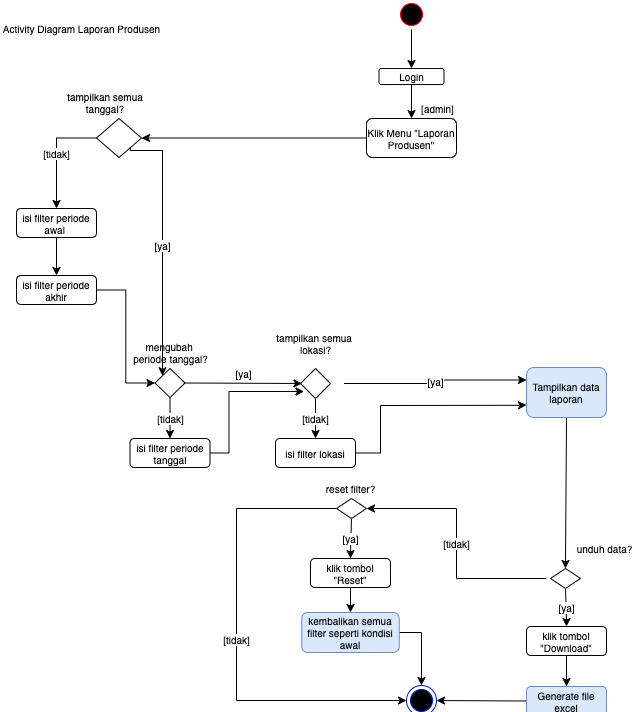 Activity Diagram Laporan Produsen
Login
[admin]
Klik Menu "Laporan
Produsen"
tampilkan semua
tanggal?
[tidak]
isi filter periode
awal
[ya]
isi filter periode
akhir
mengubah
periode tanggal?
[ya]
[tidak]
isi filter periode
tanggal
tampilkan semua
lokasi?
[ya]
[tidak]
isi filter lokasi
Tampilkan data
laporan
unduh data?
[tidak]
[ya]
klik tombol
"Download"
Generate file
excel
reset filter?
[ya]
[tidak]
klik tombol
"Reset"
kembalikan semua
filter seperti kondisi
awal